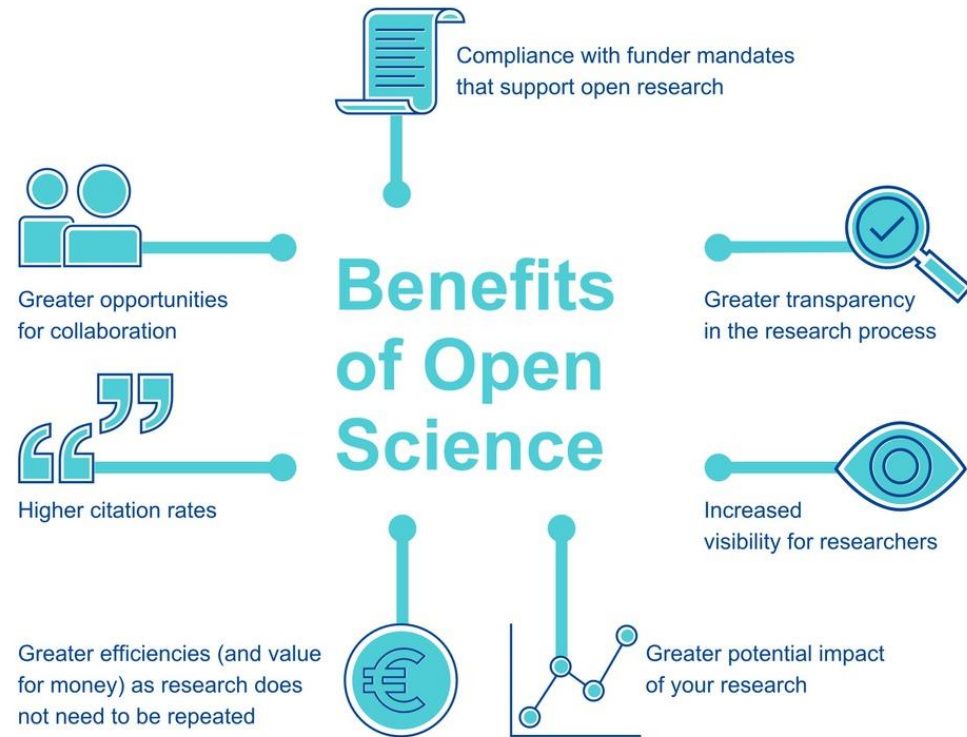 Compliance with funder mandates
that support open research
Greater opportunities
for collaboration
Benefits
of Open
Science
Greater transparency
in the research process
Higher citation rates
Increased
visibility for researchers
Greater efficiencies (and value
for money) as research does
not need to be repeated
€
Greater potential impact
of your research